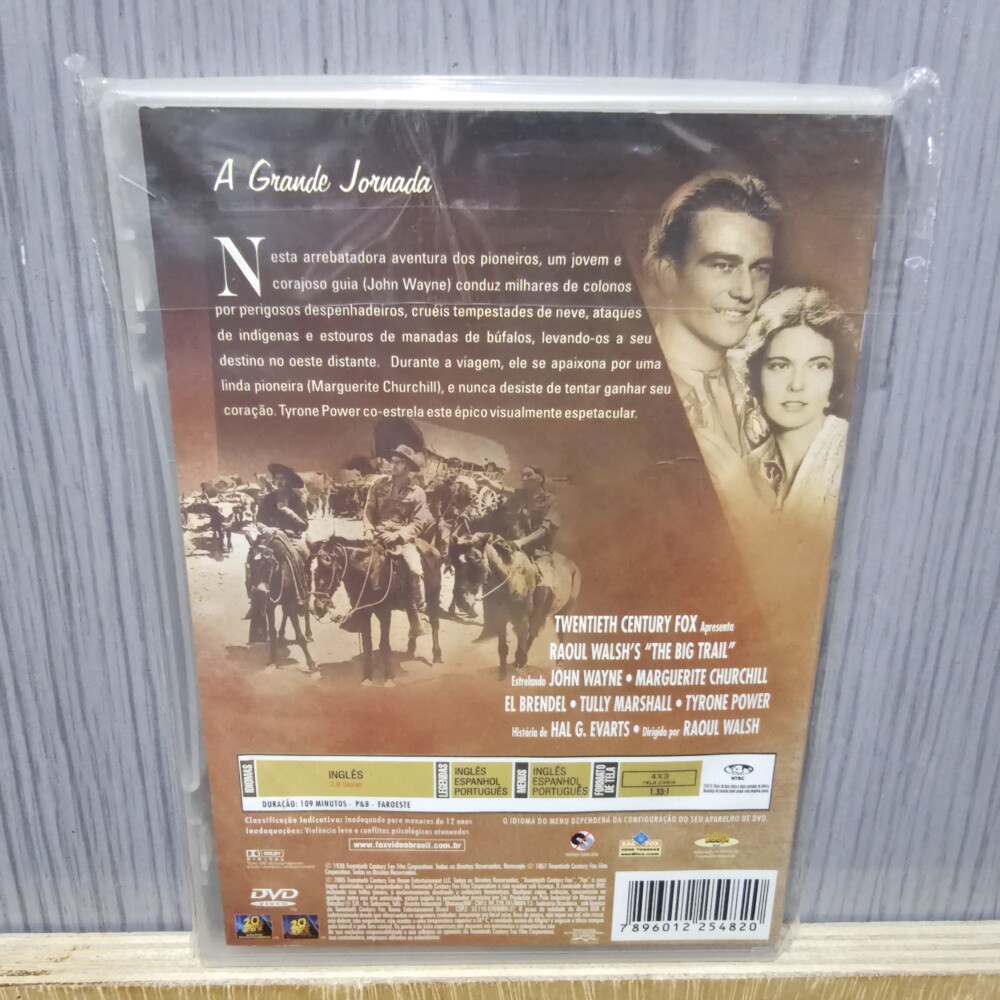 A Grande Jornada
Nesta arrebatadora aventura dos pioneiros, um jovem e
corajoso guia (John Wayne) conduz milhares de colonos
por perigosos despenhadeiros, cruéis tempestades de neve, ataques
de indígenas e estouros de manadas de búfalos, levando-os a seu
destino no oeste distante. Durante a viagem, ele se apaixona por uma
linda pioneira (Marguerite Churchill), e nunca desiste de tentar ganhar seu
coração. Tyrone Power co-estrela este épico visualmente espetacular.
TWENTIETH CENTURY FOX Apresenta
RAOUL WALSH'S "THE BIG TRAIL"
Estrelando JOHN WAYNE • MARGUERITE CHURCHILL
EL BRENDEL • TULLY MARSHALL • TYRONE POWER
História de HAL G. EVARTS • Dirigido por RAOUL WALSH
IDIOMAS
INGLÊS
LEGENDAS
INGLÊS
ESPANHOL
PORTUGUÊS
MENUS
INGLÊS
ESPANHOL
PORTUGUÊS
FORMATO
DE TELA
4X3
TELA CHEIA
1.33:1
NTSC
DURAÇÃO: 109 MINUTOS - P&B - FAROESTE
Classificação Indicativa: Inadequado para menores de 12 anos
Inadequações: Violência leve e conflitos psicológicos atenuados
O IDIOMA DO MENU DEPENDERÁ DA CONFIGURAÇÃO DO SEU APARELHO DE DVD.
www.foxvideobrasil.com.br
DOLBY
DIGITAL
DVD
VIDEO
7896012254820